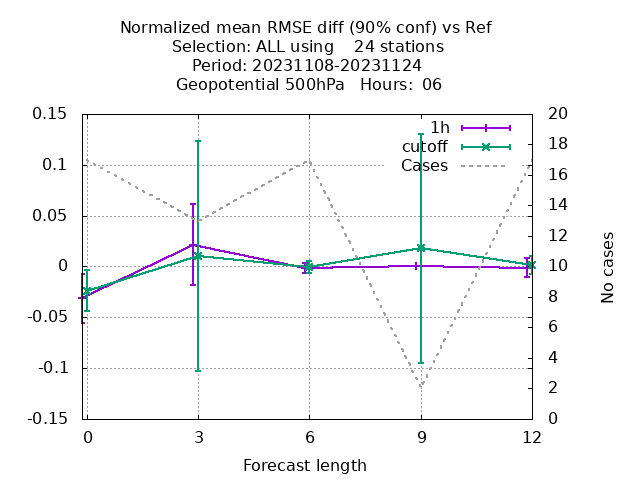 Normalized mean RMSE diff (90% conf) vs Ref
Selection: ALL using    24 stations
Period: 20231108-20231124
Geopotential 500hPa   Hours:  06
0.15
0.1
0.05
0
-0.05
-0.1
-0.15
1h
cutoff
Cases
20
18
16
14
12
10
8
6
4
2
0
No cases
0 3 6 9 12
Forecast length